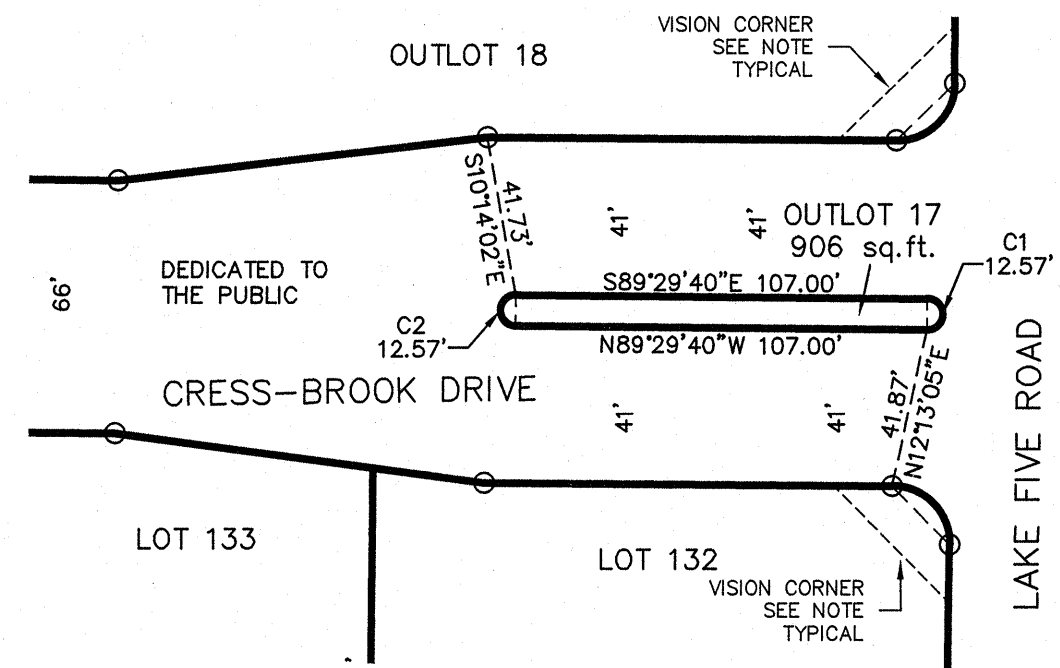 VISION CORNER
SEE NOTE
TYPICAL
OUTLOT 18
S10°14'02"E
41.73'
41'
41'
OUTLOT 17
906 sq.ft.
C1
12.57'
DEDICATED TO
THE PUBLIC
66'
S89°29'40"E 107.00'
C2
12.57'
N89°29'40"W 107.00'
CRESS-BROOK DRIVE
41'
41'
41.87'
N12°13'05"E
LAKE FIVE ROAD
LOT 133
LOT 132
VISION CORNER
SEE NOTE
TYPICAL